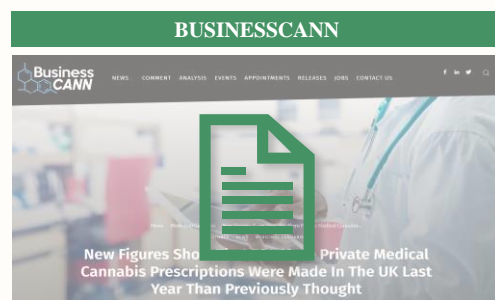 BUSINESSCANN
Business
CANN
NEWS COMMENT ANALYSIS EVENTS APPOINTMENTS RELEASES JOBS CONTACT US
Home
New Figures Sho Private Medical
Cannabis Prescriptions Were Made In The UK Last
Year Than Previously Thought